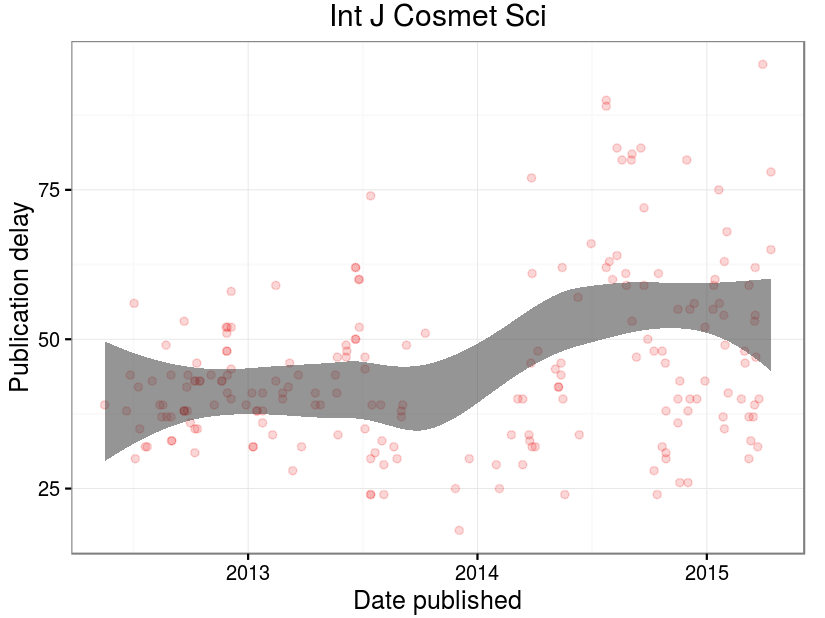 Int J Cosmet Sci
Publication delay
75
50
25
2013 2014 2015
Date published